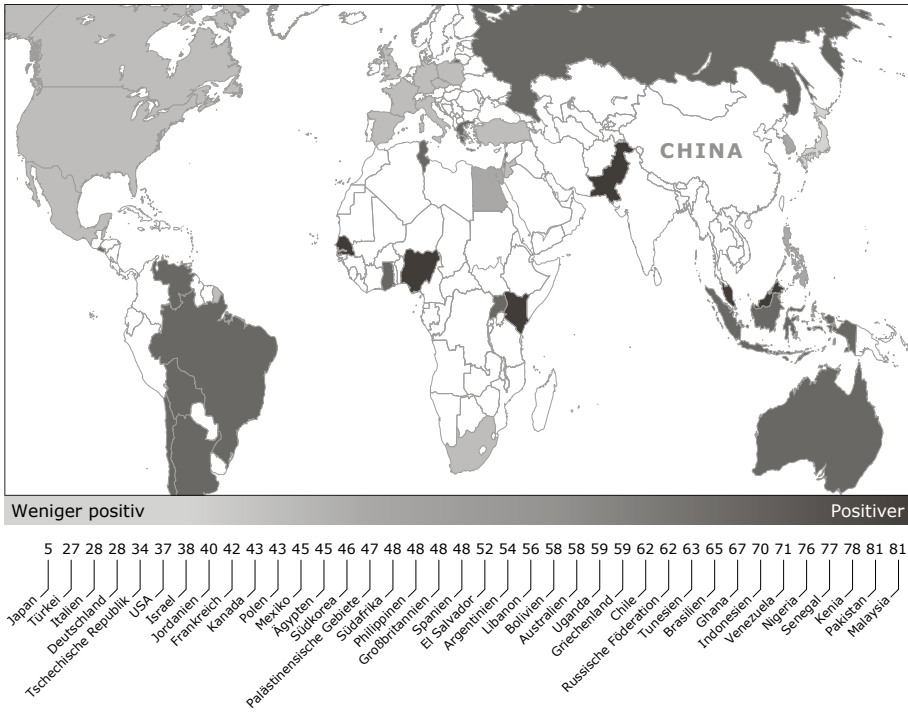 CHINA
Weniger positiv
Positiver
5 27 28 28 34 37 38 40 42 43 43 45 45 46 47 48 48 48 48 52 54 56 58 58 59 59 62 62 63 65 67 70 71 76 77 78 81 81
Japan
Türkei
Italien
Deutschland
Tschechische Republik
USA
Israel
Jordanien
Frankreich
Kanada
Polen
Mexiko
Ägypten
Südkorea
Palästinensische Gebiete
Südafrika
Philippinen
Großbritannien
Spanien
El Salvador
Argentinien
Libanon
Bolivien
Australien
Uganda
Griechenland
Chile
Russische Föderation
Tunesien
Brasilien
Ghana
Indonesien
Venezuela
Nigeria
Senegal
Kenia
Pakistan
Malaysia